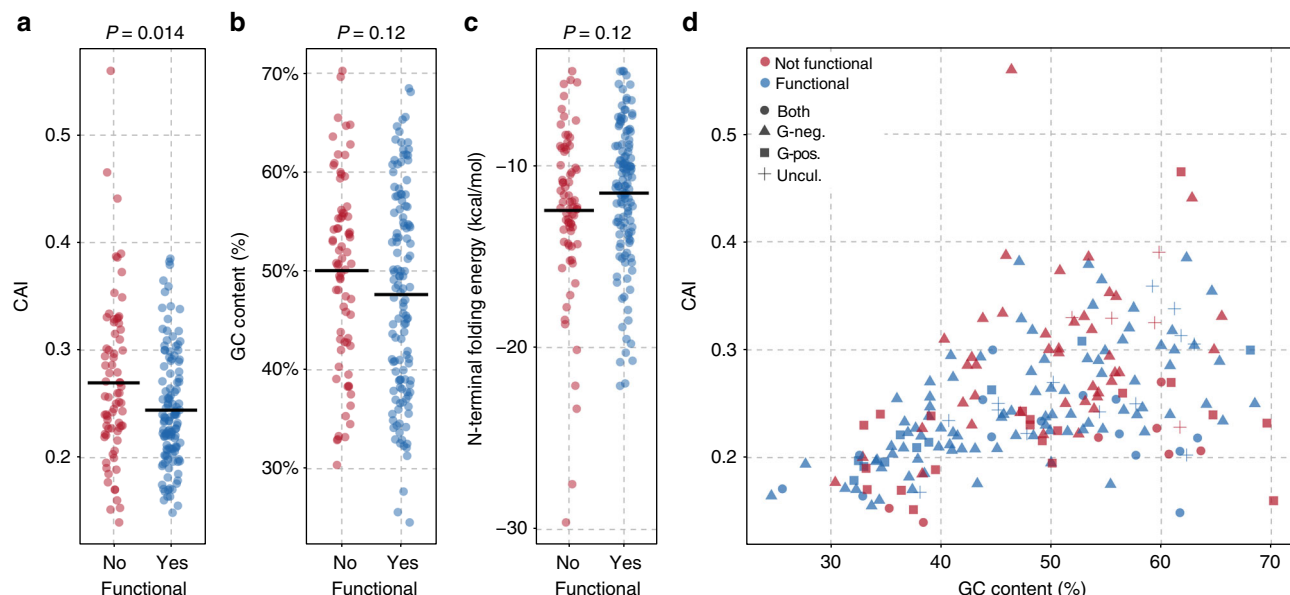 a
P = 0.014
CAI
0.5
0.4
0.3
0.2
No Yes
Functional
b
P = 0.12
GC content (%)
70%
60%
50%
40%
30%
No Yes
Functional
c
P = 0.12
N-terminal folding energy (kcal/mol)
−10
−20
−30
No Yes
Functional
d
CAI
0.5
0.4
0.3
0.2
Not functional
Functional
Both
G-neg.
G-pos.
Uncul.
30 40 50 60 70
GC content (%)